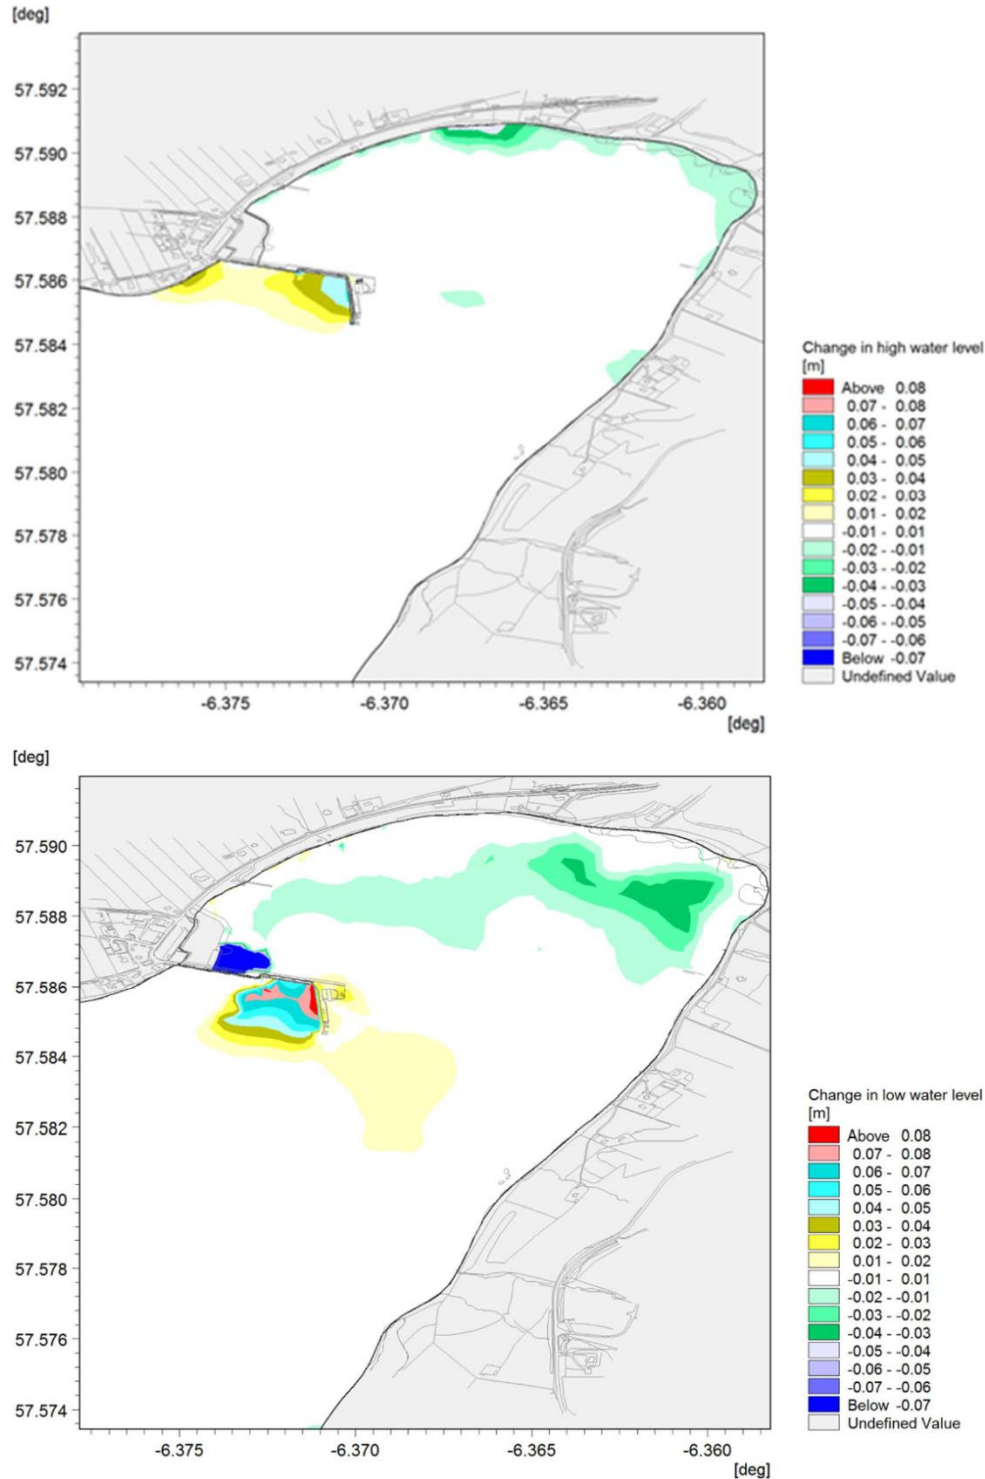 [deg]
57.592
57.590
57.588
57.586
57.584
57.582
57.580
57.578
57.576
57.574
-6.375 -6.370 -6.365 -6.360
[deg]
Change in high water level
[m]
Above 0.08
0.07 - 0.08
0.06 - 0.07
0.05 - 0.06
0.04 - 0.05
0.03 - 0.04
0.02 - 0.03
0.01 - 0.02
-0.01 - 0.01
-0.02 - -0.01
-0.03 - -0.02
-0.04 - -0.03
-0.05 - -0.04
-0.06 - -0.05
-0.07 - -0.06
Below -0.07
Undefined Value
[deg]
57.590
57.588
57.586
57.584
57.582
57.580
57.578
57.576
57.574
-6.375 -6.370 -6.365 -6.360
[deg]
Change in low water level
[m]
Above 0.08
0.07 - 0.08
0.06 - 0.07
0.05 - 0.06
0.04 - 0.05
0.03 - 0.04
0.02 - 0.03
0.01 - 0.02
-0.01 - 0.01
-0.02 - -0.01
-0.03 - -0.02
-0.04 - -0.03
-0.05 - -0.04
-0.06 - -0.05
-0.07 - -0.06
Below -0.07
Undefined Value